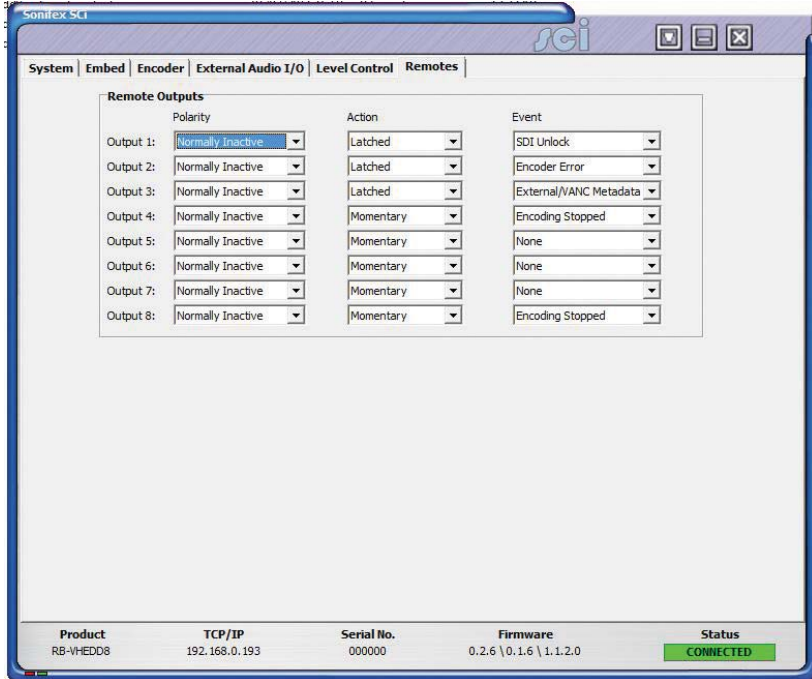 Sonifex SCi
sci
System Embed Encoder External Audio I/O Level Control Remotes
Remote Outputs
Polarity Action Event
Output 1: Normally Inactive Latched SDI Unlock
Output 2: Normally Inactive Latched Encoder Error
Output 3: Normally Inactive Latched External/VANC Metadata
Output 4: Normally Inactive Momentary Encoding Stopped
Output 5: Normally Inactive Momentary None
Output 6: Normally Inactive Momentary None
Output 7: Normally Inactive Momentary None
Output 8: Normally Inactive Momentary Encoding Stopped
Product TCP/IP Serial No. Firmware Status
RB-VHEDD8 192.168.0.193 000000 0.2.6 \ 0.1.6 \ 1.1.2.0 CONNECTED